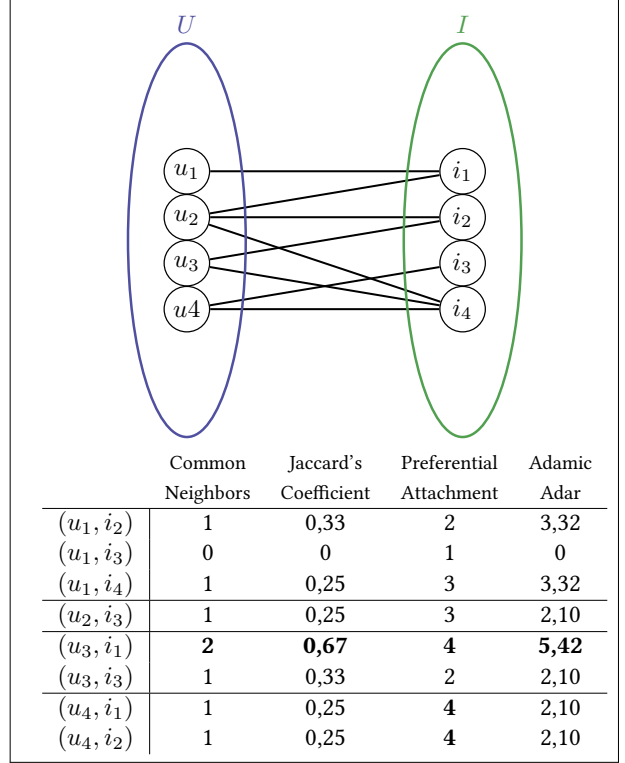 U I
u₁ i₁
u₂ i₂
u₃ i₃
u4 i₄
Common Jaccard's Preferential Adamic
Neighbors Coefficient Attachment Adar
(u₁, i₂) 1 0,33 2 3,32
(u₁, i₃) 0 0 1 0
(u₁, i₄) 1 0,25 3 3,32
(u₂, i₃) 1 0,25 3 2,10
(u₃, i₁) 2 0,67 4 5,42
(u₃, i₃) 1 0,33 2 2,10
(u₄, i₁) 1 0,25 4 2,10
(u₄, i₂) 1 0,25 4 2,10